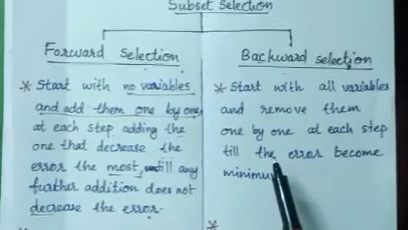 Subset Selection
Forward selection
Backward selection
* Start with no variables
and add them one by one,
at each step adding the
one that decrease the
error the most, until any
further addition does not
decrease the error.
* Start with all variables
and remove them
one by one at each step
till the error become
minimum
*
*